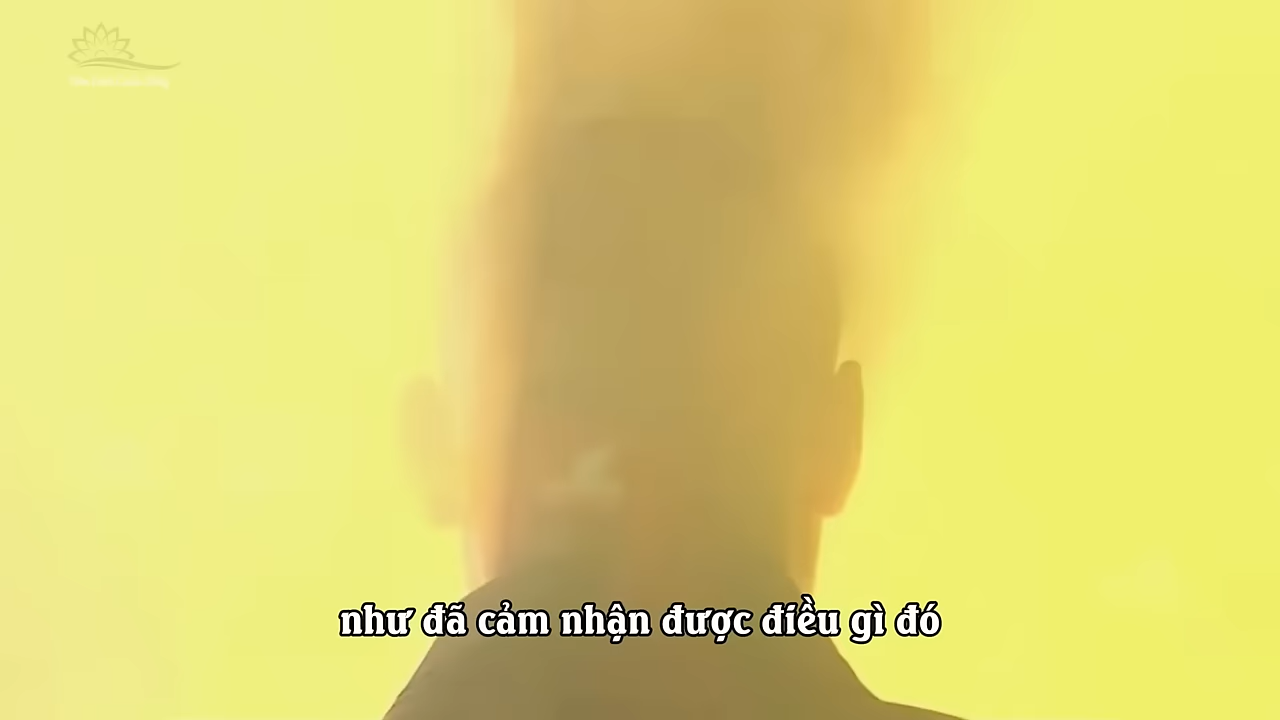 như đã cảm nhận được điều gì đó